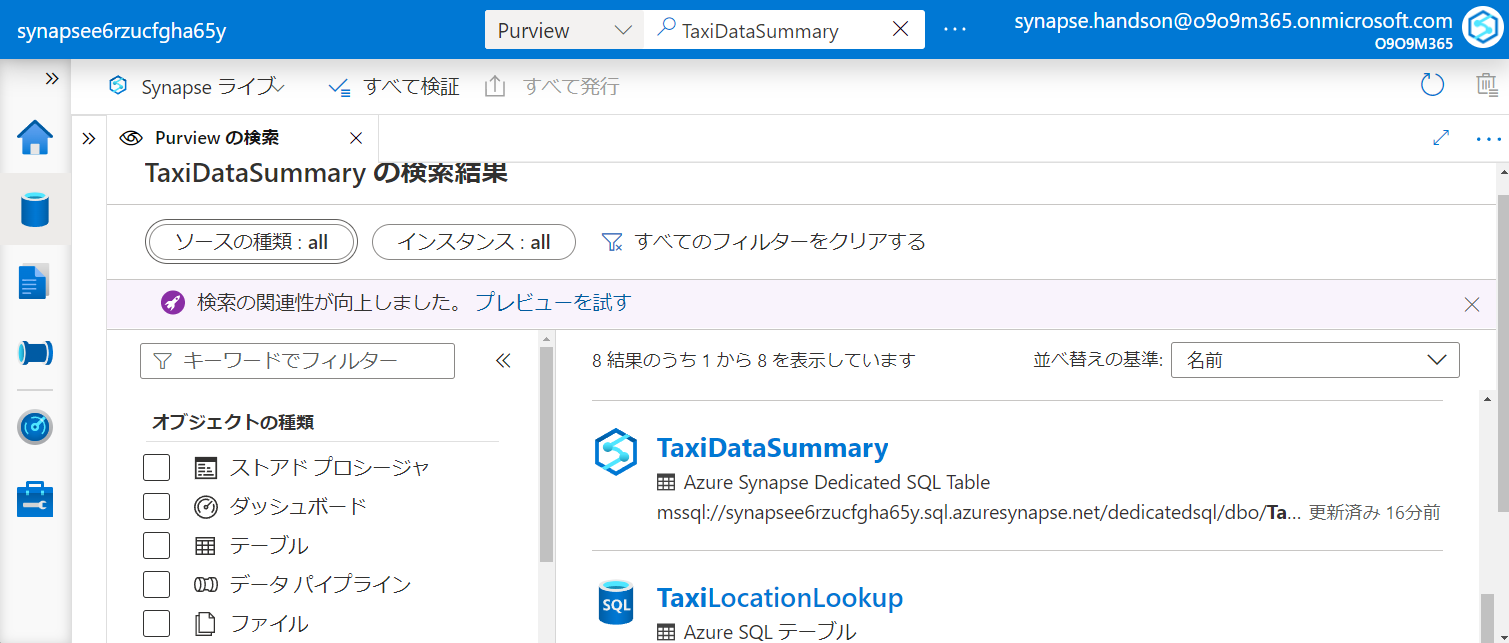 synapsee6rzucfgha65y
Purview
TaxiDataSummary
synapse.handson@o9o9m365.onmicrosoft.com
O9O9M365
Synapse ライブ
すべて検証
すべて発行
Purview の検索
TaxiDataSummary の検索結果
ソースの種類 : all
インスタンス : all
すべてのフィルターをクリアする
検索の関連性が向上しました。 プレビューを試す
キーワードでフィルター
8 結果のうち 1 から 8 を表示しています
並べ替えの基準:
名前
オブジェクトの種類
ストアド プロシージャ
ダッシュボード
テーブル
データ パイプライン
ファイル
TaxiDataSummary
Azure Synapse Dedicated SQL Table
mssql://synapsee6rzucfgha65y.sql.azuresynapse.net/dedicatedsql/dbo/Ta... 更新済み 16分前
SQL
TaxiLocationLookup
Azure SQL テーブル